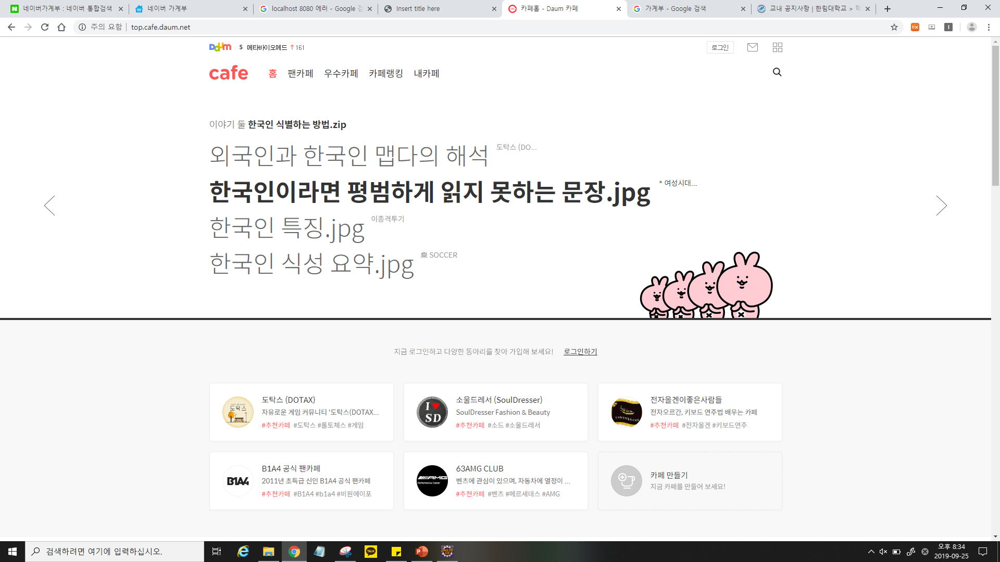 네이버가계부 : 네이버 통합검색
네이버 가계부
localhost 8080 에러 - Google 검
Insert title here
카페홈 - Daum 카페
가계부 - Google 검색
교내 공지사항 | 한림대학교 > 학
주의 요함
top.cafe.daum.net
Daum
5 메타바이오메드 ↑ 161
로그인
cafe
홈 팬카페 우수카페 카페랭킹 내카페
이야기 둘 한국인 식별하는 방법.zip
외국인과 한국인 맵다의 해석 도탁스 (DO...
한국인이라면 평범하게 읽지 못하는 문장.jpg * 여성시대...
한국인 특징.jpg 이종격투기
한국인 식성 요약.jpg 樂 SOCCER
지금 로그인하고 다양한 동아리를 찾아 가입해 보세요! 로그인하기
도탁스
도탁스 (DOTAX)
자유로운 게임 커뮤니티 '도탁스(DOTAX...
#추천카페 #도탁스 #롤토체스 #게임
I ♥
SD
소울드레서 (SoulDresser)
SoulDresser Fashion & Beauty
#추천카페 #소드 #소울드레서
전자올겐이좋은사람들
전자오르간, 키보드 연주법 배우는 카페
#추천카페 #전자올겐 #키보드연주
B1A4
B1A4 공식 팬카페
2011년 초특급 신인 B1A4 공식 팬카페
#추천카페 #B1A4 #b1a4 #비원에이포
AMG
Performance Center
63AMG CLUB
벤츠에 관심이 있으며, 자동차에 열정이 ...
#추천카페 #벤츠 #메르세데스 #AMG
카페 만들기
지금 카페를 만들어 보세요!
검색하려면 여기에 입력하십시오.
TALK
오후 8:34
2019-09-25